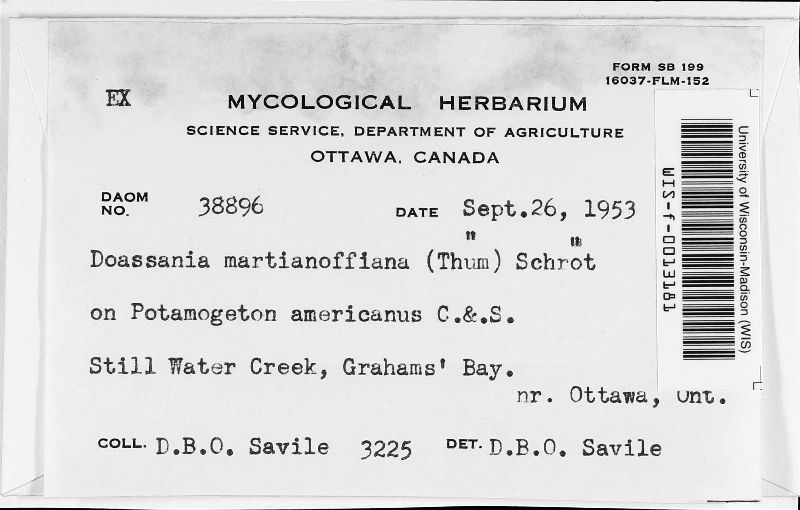 FORM SB 199
16037-FLM-152
EX
MYCOLOGICAL HERBARIUM
SCIENCE SERVICE, DEPARTMENT OF AGRICULTURE
OTTAWA, CANADA
DAOM NO. 38896 DATE Sept.26, 1953
Doassania martianoffiana (Thüm) Schröt
on Potamogeton americanus C.&.S.
Still Water Creek, Grahams' Bay.
nr. Ottawa, Ont.
COLL. D.B.O. Savile 3225 DET. D.B.O. Savile
University of Wisconsin-Madison (WIS)
WIS-f-0013181